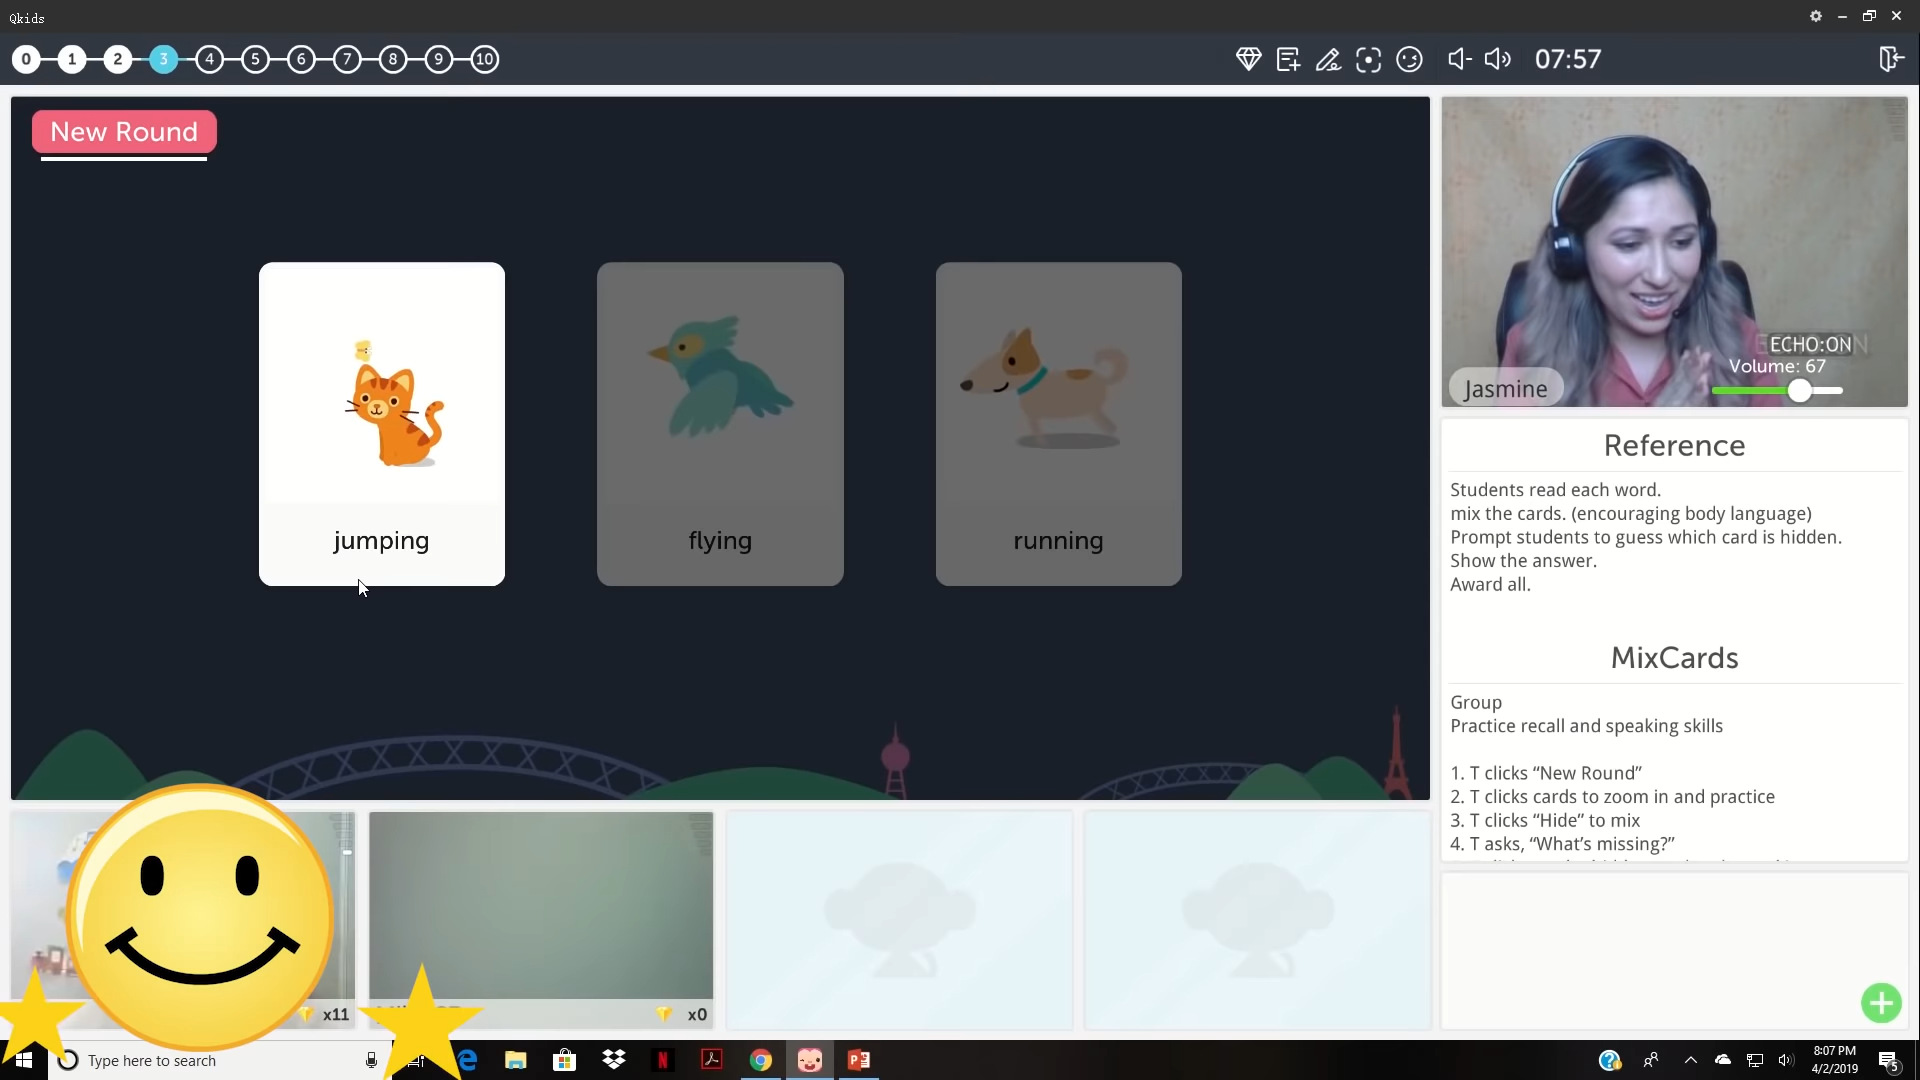 Qkids
0 1 2 3 4 5 6 7 8 9 10
07:57
New Round
jumping
flying
running
ECHO:ON
Volume: 67
Jasmine
Reference
Students read each word.
mix the cards. (encouraging body language)
Prompt students to guess which card is hidden.
Show the answer.
Award all.
MixCards
Group
Practice recall and speaking skills
1. T clicks “New Round”
2. T clicks cards to zoom in and practice
3. T clicks “Hide” to mix
4. T asks, “What’s missing?”
x11
x0
Type here to search
8:07 PM
4/2/2019
5